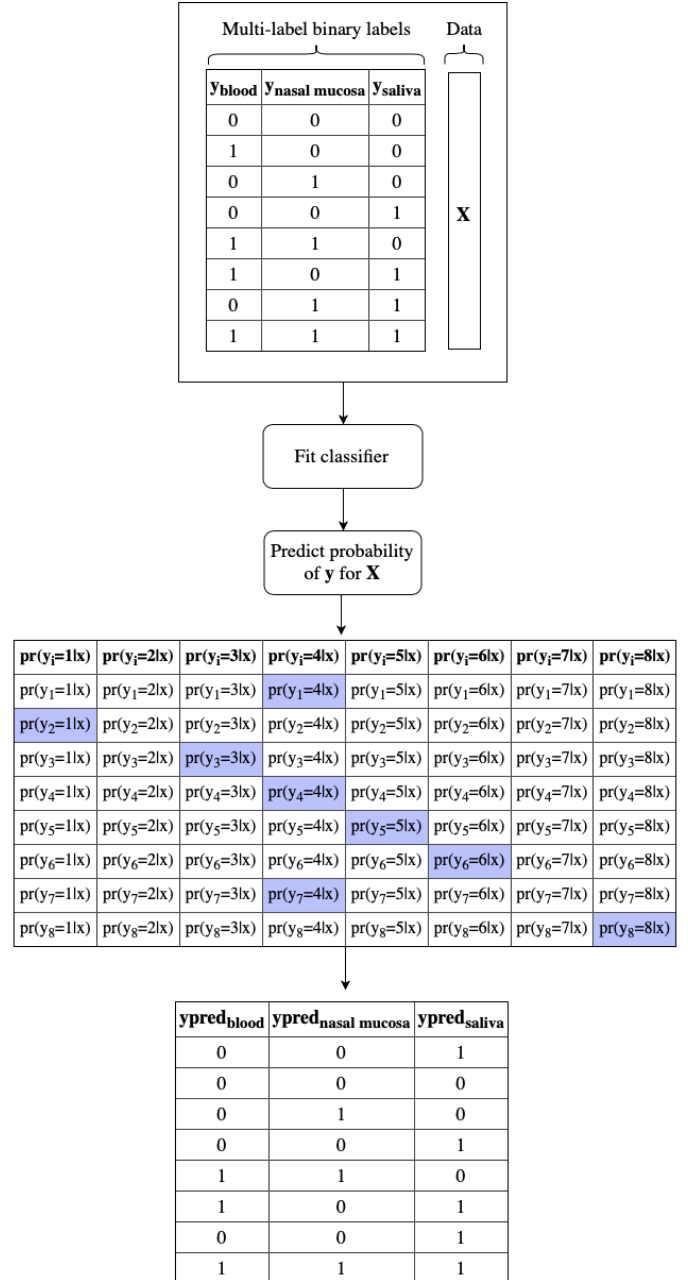 Multi-label binary labels Data
y_blood y_nasal mucosa y_saliva
0 0 0
1 0 0
0 1 0
0 0 1
X
1 1 0
1 0 1
0 1 1
1 1 1
Fit classifier
Predict probability
of y for X
pr(y_i=1|x) pr(y_i=2|x) pr(y_i=3|x) pr(y_i=4|x) pr(y_i=5|x) pr(y_i=6|x) pr(y_i=7|x) pr(y_i=8|x)
pr(y₁=1|x) pr(y₁=2|x) pr(y₁=3|x) pr(y₁=4|x) pr(y₁=5|x) pr(y₁=6|x) pr(y₁=7|x) pr(y₁=8|x)
pr(y₂=1|x) pr(y₂=2|x) pr(y₂=3|x) pr(y₂=4|x) pr(y₂=5|x) pr(y₂=6|x) pr(y₂=7|x) pr(y₂=8|x)
pr(y₃=1|x) pr(y₃=2|x) pr(y₃=3|x) pr(y₃=4|x) pr(y₃=5|x) pr(y₃=6|x) pr(y₃=7|x) pr(y₃=8|x)
pr(y₄=1|x) pr(y₄=2|x) pr(y₄=3|x) pr(y₄=4|x) pr(y₄=5|x) pr(y₄=6|x) pr(y₄=7|x) pr(y₄=8|x)
pr(y₅=1|x) pr(y₅=2|x) pr(y₅=3|x) pr(y₅=4|x) pr(y₅=5|x) pr(y₅=6|x) pr(y₅=7|x) pr(y₅=8|x)
pr(y₆=1|x) pr(y₆=2|x) pr(y₆=3|x) pr(y₆=4|x) pr(y₆=5|x) pr(y₆=6|x) pr(y₆=7|x) pr(y₆=8|x)
pr(y₇=1|x) pr(y₇=2|x) pr(y₇=3|x) pr(y₇=4|x) pr(y₇=5|x) pr(y₇=6|x) pr(y₇=7|x) pr(y₇=8|x)
pr(y₈=1|x) pr(y₈=2|x) pr(y₈=3|x) pr(y₈=4|x) pr(y₈=5|x) pr(y₈=6|x) pr(y₈=7|x) pr(y₈=8|x)
ypred_blood ypred_nasal mucosa ypred_saliva
0 0 1
0 0 0
0 1 0
0 0 1
1 1 0
1 0 1
0 0 1
1 1 1